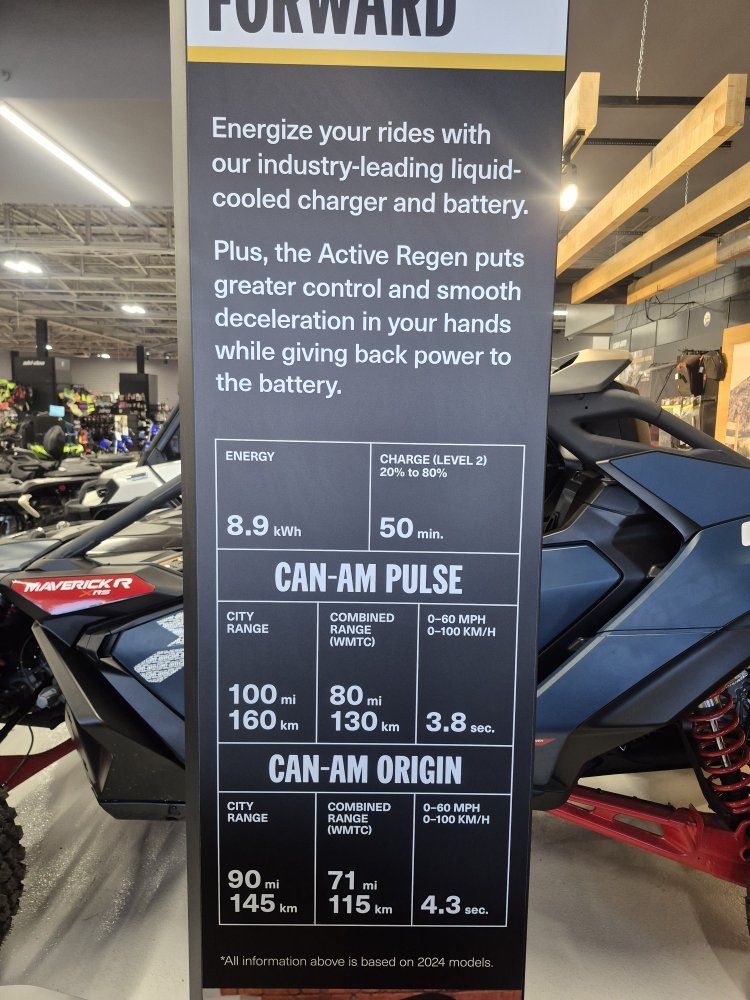 FORWARD
Energize your rides with
our industry-leading liquid-
cooled charger and battery.
Plus, the Active Regen puts
greater control and smooth
deceleration in your hands
while giving back power to
the battery.
ENERGY
8.9 kWh
CHARGE (LEVEL 2)
20% to 80%
50 min.
CAN-AM PULSE
CITY
RANGE
100 mi
160 km
COMBINED
RANGE
(WMTC)
80 mi
130 km
0–60 MPH
0–100 KM/H
3.8 sec.
CAN-AM ORIGIN
CITY
RANGE
90 mi
145 km
COMBINED
RANGE
(WMTC)
71 mi
115 km
0–60 MPH
0–100 KM/H
4.3 sec.
*All information above is based on 2024 models.
MAVERICK R
X RS